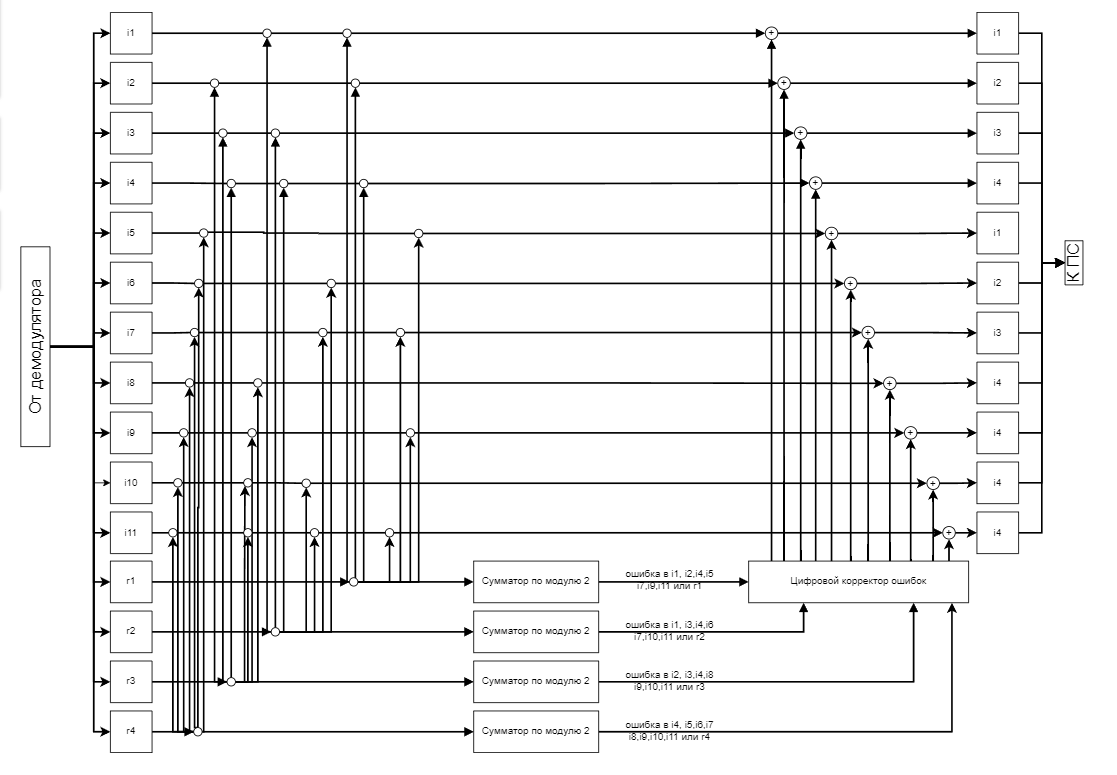 От демодулятора
i1
i2
i3
i4
i5
i6
i7
i8
i9
i10
i11
r1
r2
r3
r4
Сумматор по модулю 2
Сумматор по модулю 2
Сумматор по модулю 2
Сумматор по модулю 2
ошибка в i1, i2,i4,i5
i7,i9,i11 или r1
ошибка в i1, i3,i4,i6
i7,i10,i11 или r2
ошибка в i2, i3,i4,i8
i9,i10,i11 или r3
ошибка в i4, i5,i6,i7
i8,i9,i10,i11 или r4
Цифровой корректор ошибок
+
+
+
+
+
+
+
+
+
+
+
i1
i2
i3
i4
i1
i2
i3
i4
i4
i4
i4
К ПС